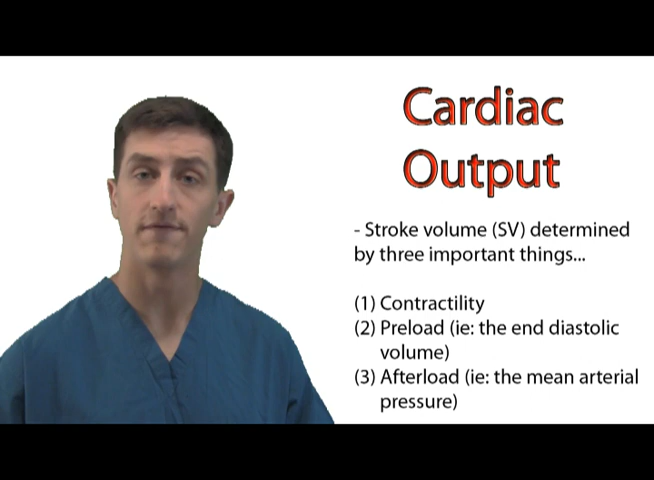 Cardiac
Output
- Stroke volume (SV) determined
by three important things...
(1) Contractility
(2) Preload (ie: the end diastolic
volume)
(3) Afterload (ie: the mean arterial
pressure)